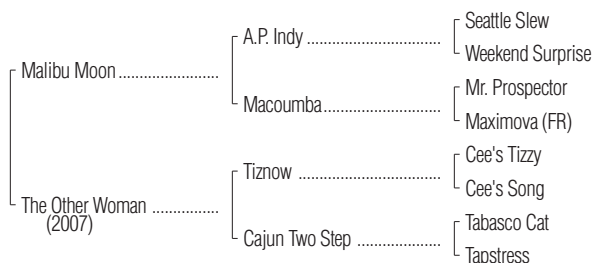 Seattle Slew
A.P. Indy ................................
Weekend Surprise
Malibu Moon ........................
Mr. Prospector
Macoumba ............................
Maximova (FR)
Cee's Tizzy
Tiznow ..................................
Cee's Song
The Other Woman ................
(2007)
Tabasco Cat
Cajun Two Step ....................
Tapstress